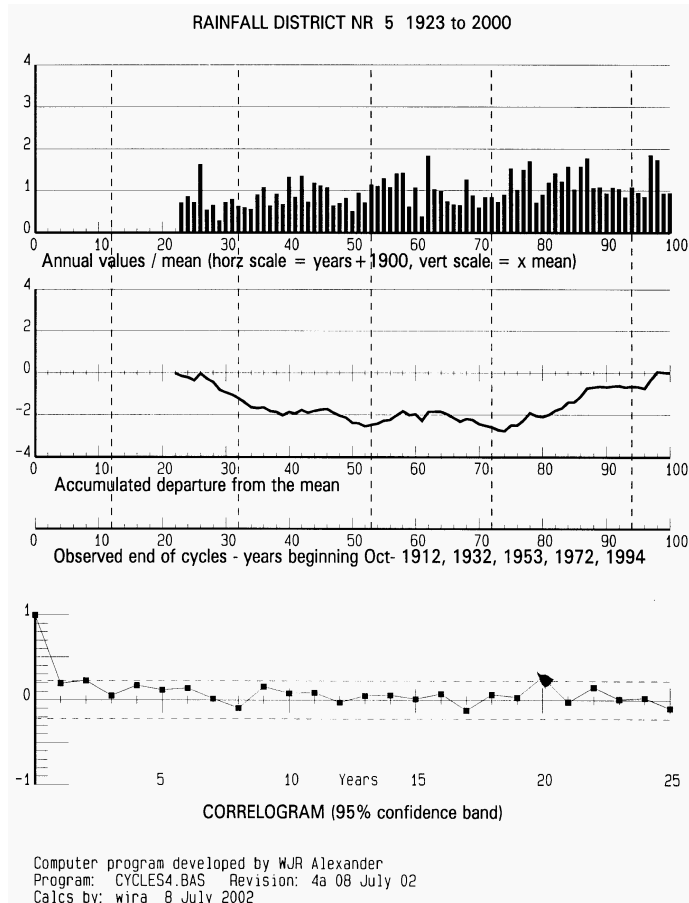 RAINFALL DISTRICT NR 5 1923 to 2000
4
3
2
1
0
0 10 20 30 40 50 60 70 80 90 100
Annual values / mean (horz scale = years+1900, vert scale = x mean)
4
2
0
-2
-4
0 10 20 30 40 50 60 70 80 90 100
Accumulated departure from the mean
0 10 20 30 40 50 60 70 80 90 100
Observed end of cycles - years beginning Oct- 1912, 1932, 1953, 1972, 1994
1
0
-1
5 10 Years 15 20 25
CORRELOGRAM (95% confidence band)
Computer program developed by WJR Alexander
Program: CYCLES4.BAS Revision: 4a 08 July 02
Calcs by: wjra 8 July 2002